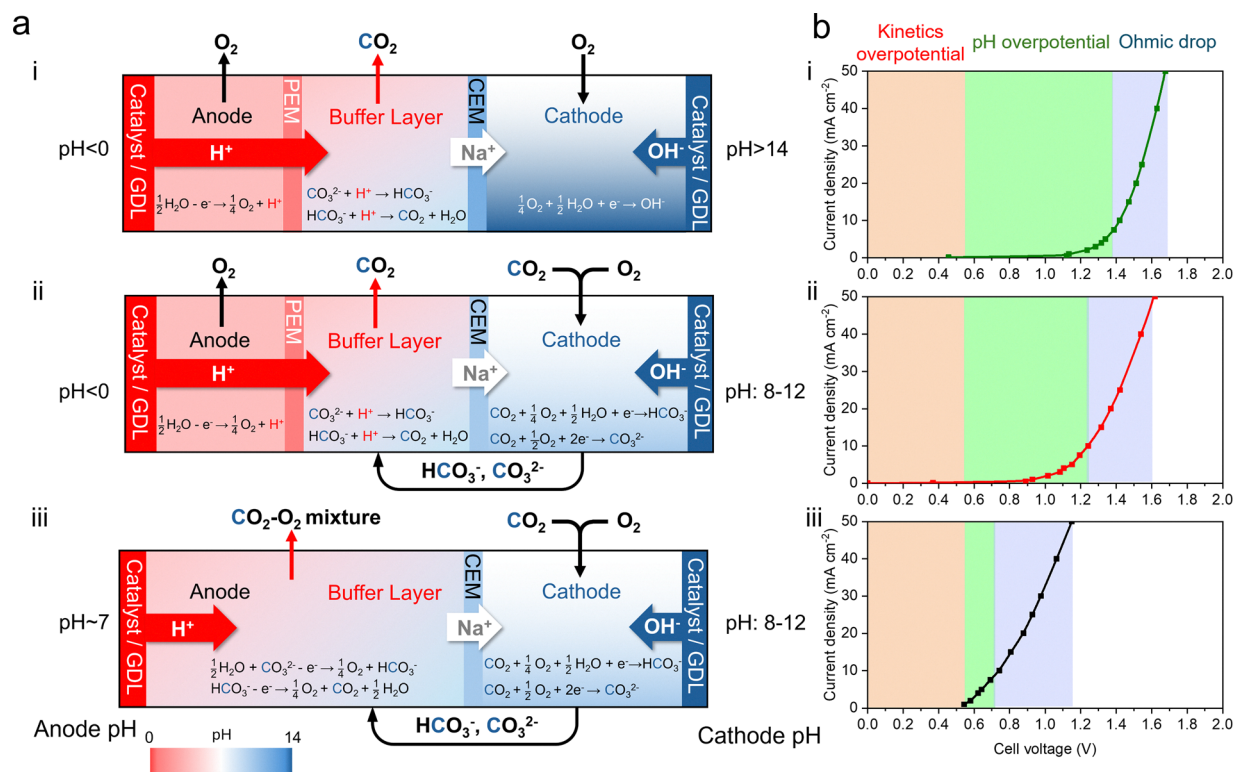 a
i
O₂
CO₂
O₂
Catalyst / GDL
Anode
PEM
Buffer Layer
CEM
Cathode
Catalyst / GDL
pH<0
H⁺
Na⁺
OH⁻
pH>14
½H₂O - e⁻→¼O₂ + H⁺
CO₃²⁻ + H⁺ → HCO₃⁻
HCO₃⁻ + H⁺ → CO₂ + H₂O
¼O₂ + ½H₂O + e⁻ → OH⁻
ii
O₂
CO₂
CO₂
O₂
Catalyst / GDL
Anode
PEM
Buffer Layer
CEM
Cathode
Catalyst / GDL
pH<0
H⁺
Na⁺
OH⁻
pH: 8-12
½H₂O - e⁻→¼O₂ + H⁺
CO₃²⁻ + H⁺ → HCO₃⁻
HCO₃⁻ + H⁺ → CO₂ + H₂O
CO₂ + ¼O₂ + ½H₂O + e⁻→HCO₃⁻
CO₂ + ½O₂ + 2e⁻ → CO₃²⁻
HCO₃⁻, CO₃²⁻
iii
CO₂-O₂ mixture
CO₂
O₂
Catalyst / GDL
Anode
Buffer Layer
CEM
Cathode
Catalyst / GDL
pH~7
H⁺
Na⁺
OH⁻
pH: 8-12
½H₂O + CO₃²⁻ - e⁻ → ¼O₂ + HCO₃⁻
HCO₃⁻ - e⁻→ ¼O₂ + CO₂ + ½H₂O
CO₂ + ¼O₂ + ½H₂O + e⁻→HCO₃⁻
CO₂ + ½O₂ + 2e⁻ → CO₃²⁻
HCO₃⁻, CO₃²⁻
Anode pH
0 pH 14
Cathode pH
b
Kinetics
overpotential
pH overpotential
Ohmic drop
i
Current density (mA cm⁻²)
50
40
30
20
10
0
0.0 0.2 0.4 0.6 0.8 1.0 1.2 1.4 1.6 1.8 2.0
ii
Current density (mA cm⁻²)
50
40
30
20
10
0
0.0 0.2 0.4 0.6 0.8 1.0 1.2 1.4 1.6 1.8 2.0
iii
Current density (mA cm⁻²)
50
40
30
20
10
0
0.0 0.2 0.4 0.6 0.8 1.0 1.2 1.4 1.6 1.8 2.0
Cell voltage (V)